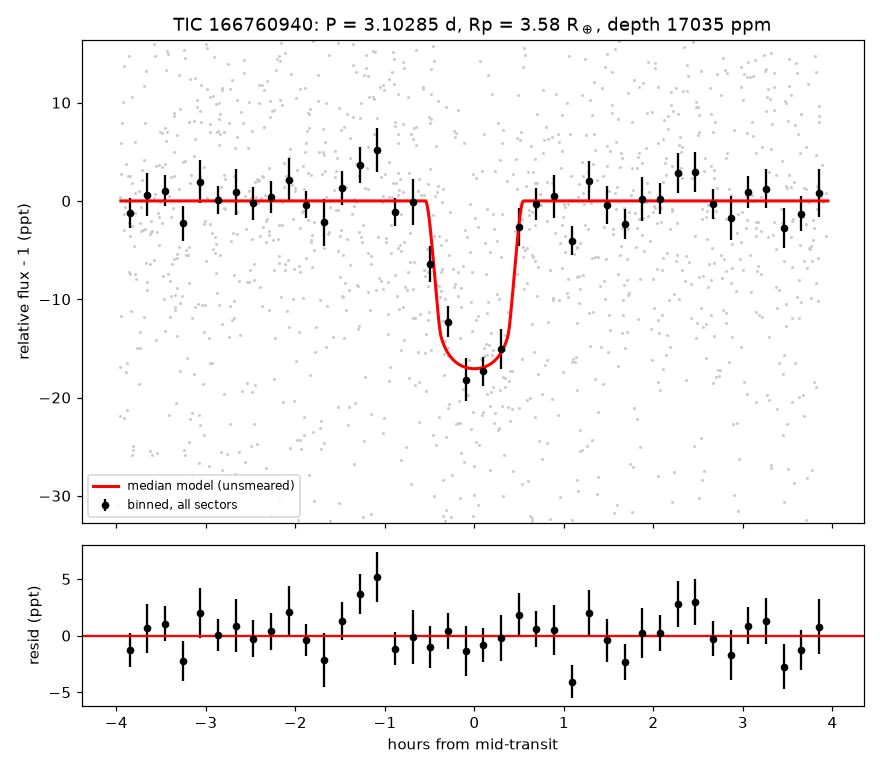 TIC 166760940: P = 3.10285 d, Rp = 3.58 R⊕, depth 17035 ppm
relative flux - 1 (ppt)
10
0
−10
−20
−30
median model (unsmeared)
binned, all sectors
resid (ppt)
5
0
−5
−4
−3
−2
−1
0
1
2
3
4
hours from mid-transit